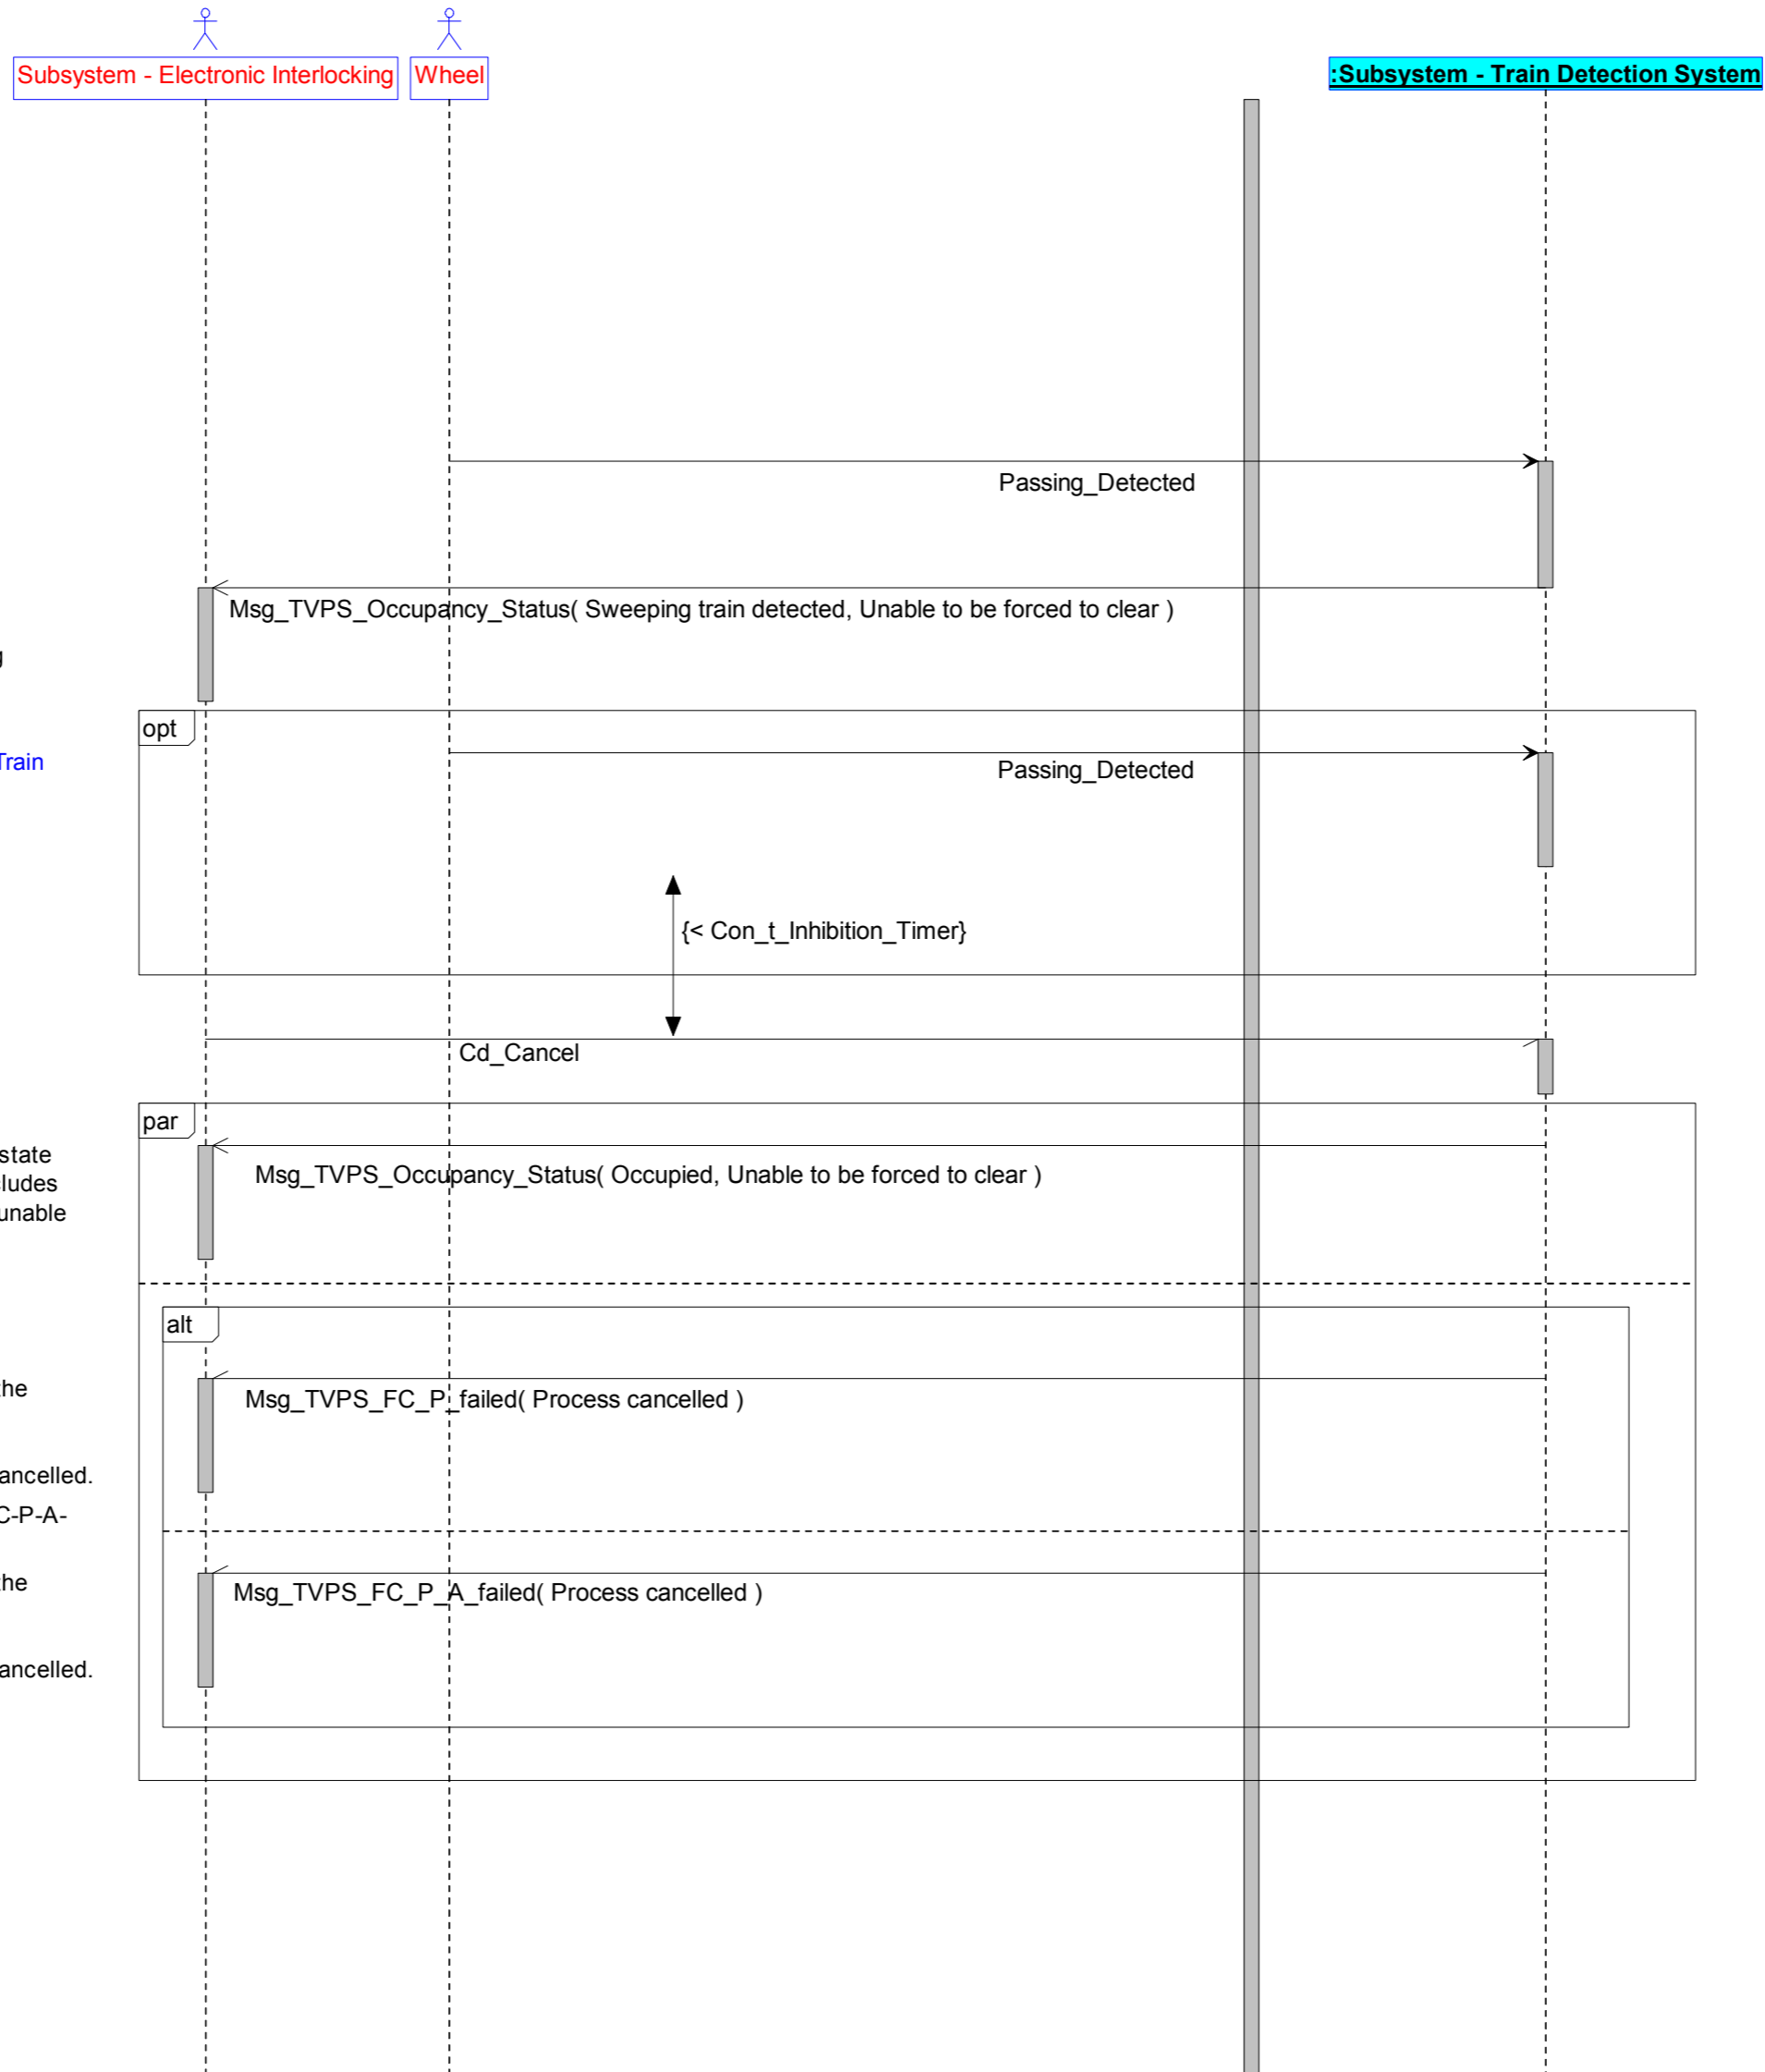 Subsystem - Electronic Interlocking
Wheel
:Subsystem - Train Detection System
Passing_Detected
Msg_TVPS_Occupancy_Status( Sweeping train detected, Unable to be forced to clear )
g
opt
Train
Passing_Detected
{< Con_t_Inhibition_Timer}
Cd_Cancel
par
state
ludes
unable
Msg_TVPS_Occupancy_Status( Occupied, Unable to be forced to clear )
alt
the
Msg_TVPS_FC_P_failed( Process cancelled )
ancelled.
C-P-A-
the
Msg_TVPS_FC_P_A_failed( Process cancelled )
ancelled.